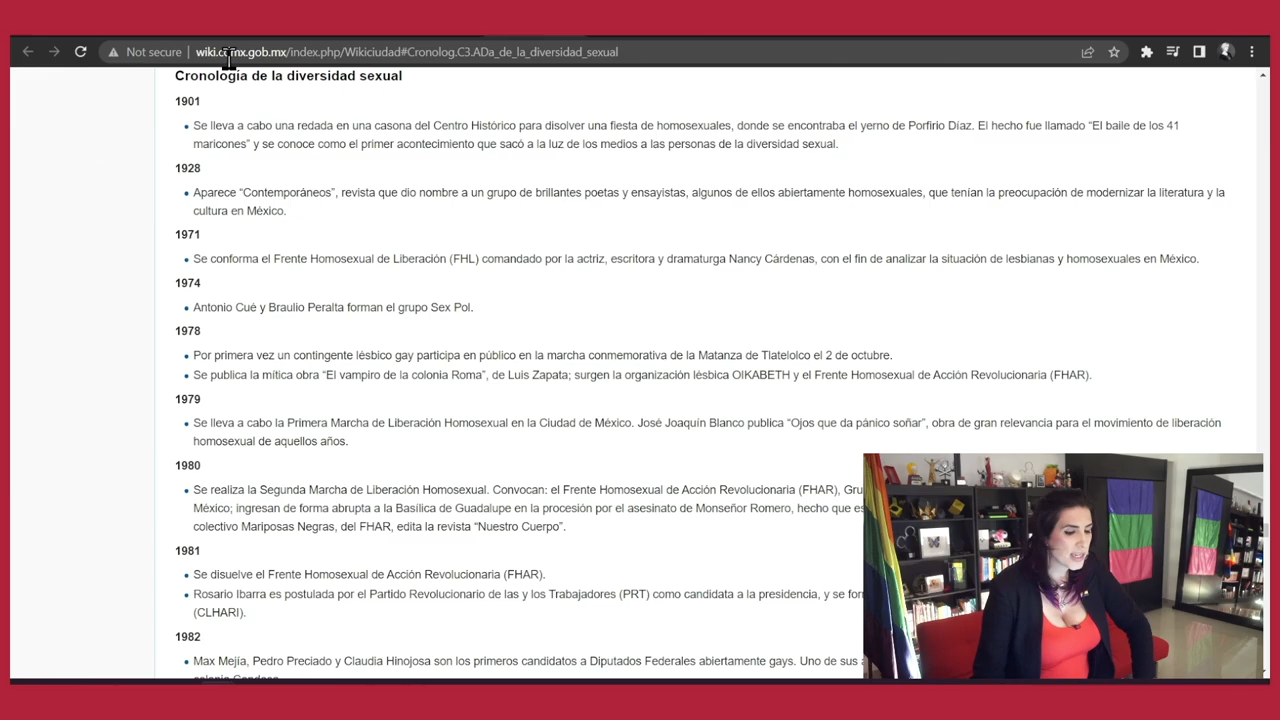 Not secure | wiki.cdmx.gob.mx/index.php/Wikiciudad#Cronolog.C3.ADa_de_la_diversidad_sexual
Cronología de la diversidad sexual
1901
Se lleva a cabo una redada en una casona del Centro Histórico para disolver una fiesta de homosexuales, donde se encontraba el yerno de Porfirio Díaz. El hecho fue llamado “El baile de los 41
maricones” y se conoce como el primer acontecimiento que sacó a la luz de los medios a las personas de la diversidad sexual.
1928
Aparece “Contemporáneos”, revista que dio nombre a un grupo de brillantes poetas y ensayistas, algunos de ellos abiertamente homosexuales, que tenían la preocupación de modernizar la literatura y la
cultura en México.
1971
Se conforma el Frente Homosexual de Liberación (FHL) comandado por la actriz, escritora y dramaturga Nancy Cárdenas, con el fin de analizar la situación de lesbianas y homosexuales en México.
1974
Antonio Cué y Braulio Peralta forman el grupo Sex Pol.
1978
Por primera vez un contingente lésbico gay participa en público en la marcha conmemorativa de la Matanza de Tlatelolco el 2 de octubre.
Se publica la mítica obra “El vampiro de la colonia Roma”, de Luis Zapata; surgen la organización lésbica OIKABETH y el Frente Homosexual de Acción Revolucionaria (FHAR).
1979
Se lleva a cabo la Primera Marcha de Liberación Homosexual en la Ciudad de México. José Joaquín Blanco publica “Ojos que da pánico soñar”, obra de gran relevancia para el movimiento de liberación
homosexual de aquellos años.
1980
Se realiza la Segunda Marcha de Liberación Homosexual. Convocan: el Frente Homosexual de Acción Revolucionaria (FHAR),
México; ingresan de forma abrupta a la Basílica de Guadalupe en la procesión por el asesinato de Monseñor Romero, hecho que
colectivo Mariposas Negras, del FHAR, edita la revista “Nuestro Cuerpo”.
1981
Se disuelve el Frente Homosexual de Acción Revolucionaria (FHAR).
Rosario Ibarra es postulada por el Partido Revolucionario de las y los Trabajadores (PRT) como candidata a la presidencia, y se
(CLHARI).
1982
Max Mejía, Pedro Preciado y Claudia Hinojosa son los primeros candidatos a Diputados Federales abiertamente gays. Uno de sus